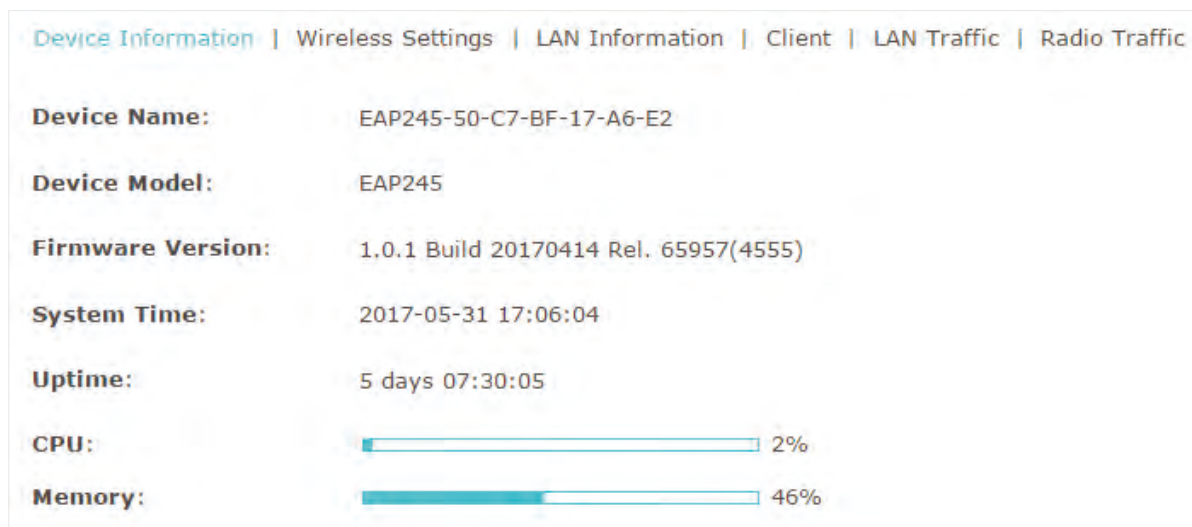 Device Information | Wireless Settings | LAN Information | Client | LAN Traffic | Radio Traffic
Device Name: EAP245-50-C7-BF-17-A6-E2
Device Model: EAP245
Firmware Version: 1.0.1 Build 20170414 Rel. 65957(4555)
System Time: 2017-05-31 17:06:04
Uptime: 5 days 07:30:05
CPU: 2%
Memory: 46%